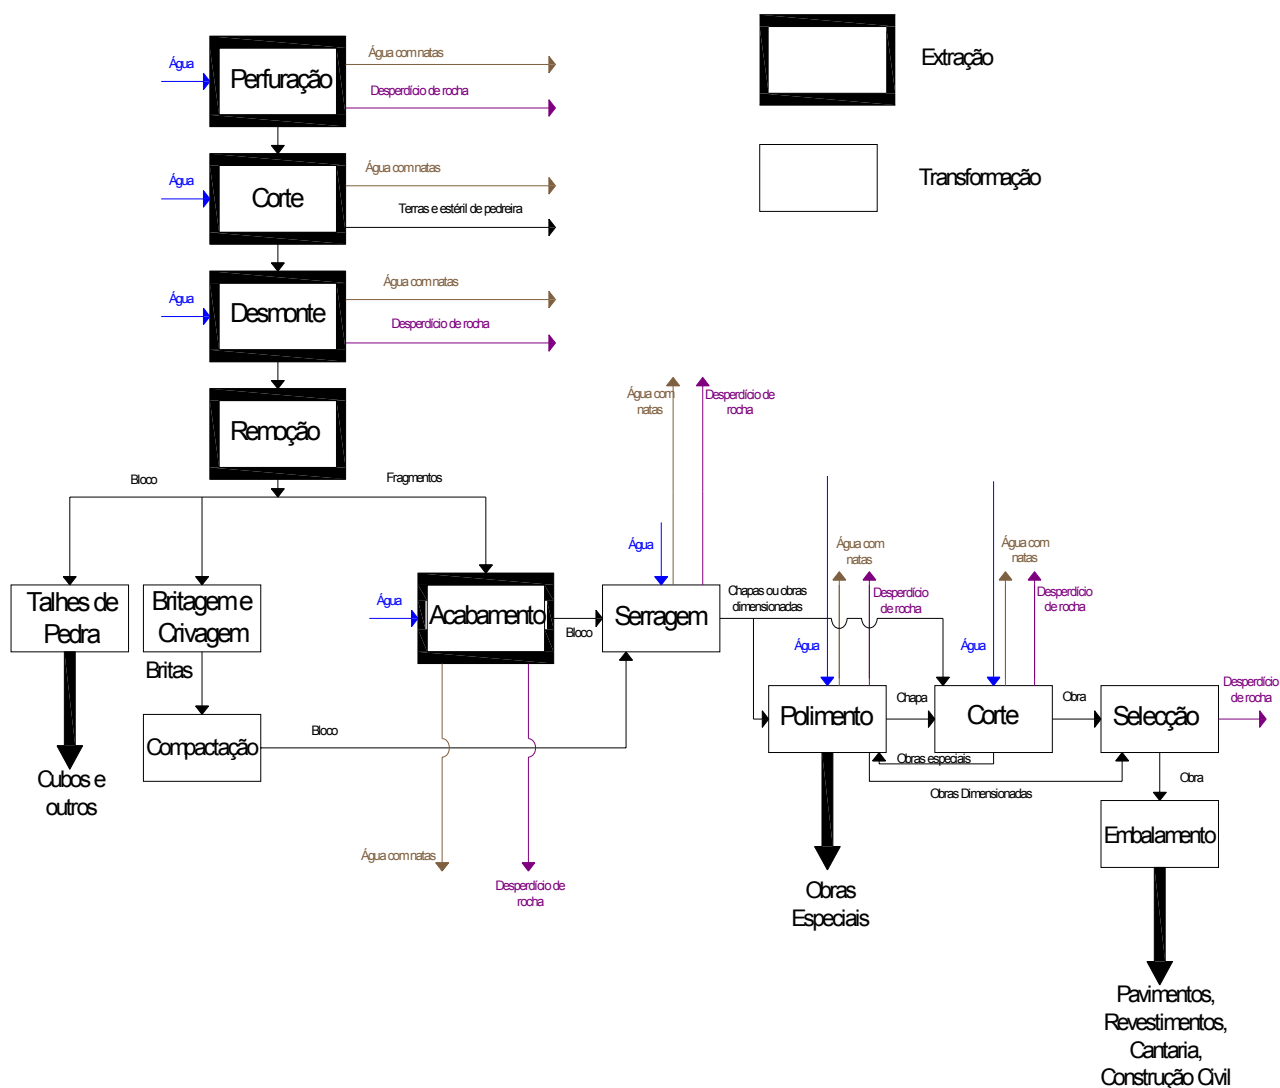 Água com natas
Água
Perfuração
Desperdício de rocha
Extração
Água com natas
Água
Corte
Terras e estéril de pedreira
Transformação
Água com natas
Água
Desmonte
Desperdício de rocha
Remoção
Água com
natas
Desperdício de
rocha
Bloco
Fragmentos
Talhes de
Pedra
Britagem e
Crivagem
Britas
Compactação
Bloco
Cubos e
outros
Água
Acabamento
Bloco
Água com natas
Desperdício de
rocha
Água
Serragem
Chapas ou obras
dimensionadas
Água com
natas
Desperdício
de rocha
Água
Polimento
Chapa
Água com
natas
Desperdício
de rocha
Água
Corte
Obra
Selecção
Desperdício
de rocha
Obras especiais
Obras Dimensionadas
Obra
Embalamento
Obras
Especiais
Pavimentos,
Revestimentos,
Cantaria,
Construção Civil